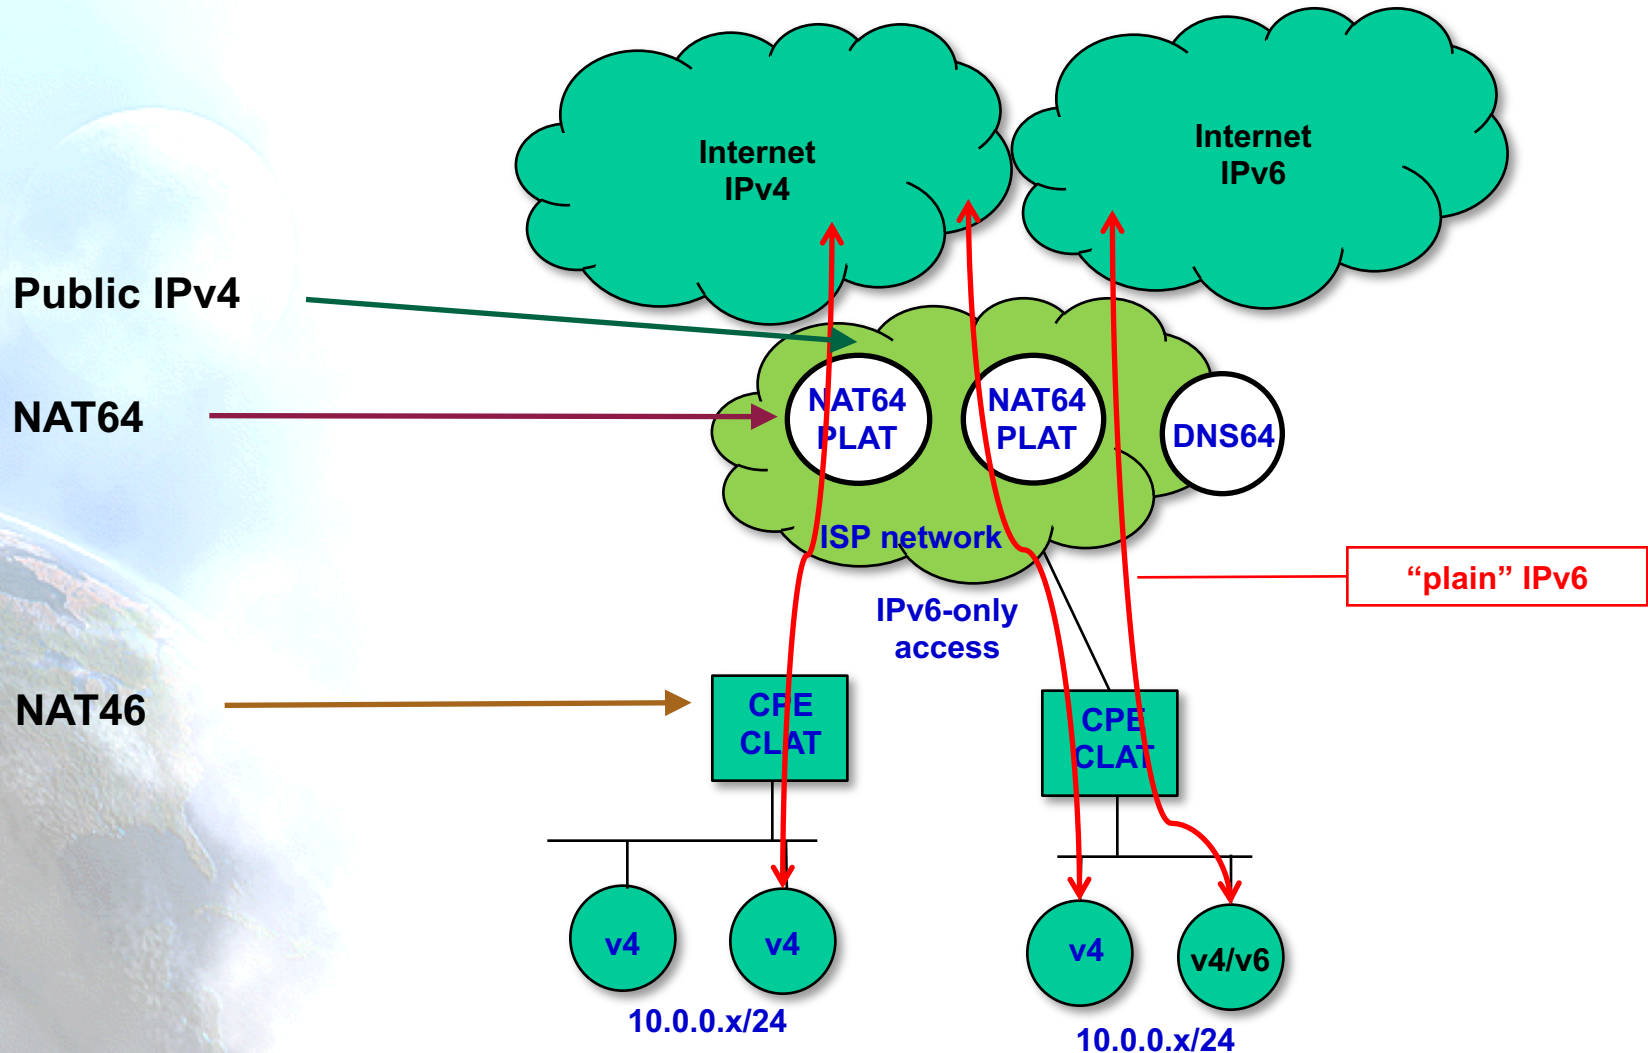 Internet
IPv4
Internet
IPv6
Public IPv4
NAT64
NAT64
PLAT
NAT64
PLAT
DNS64
ISP network
“plain” IPv6
IPv6-only
access
NAT46
CPE
CLAT
CPE
CLAT
v4
v4
v4
v4/v6
10.0.0.x/24
10.0.0.x/24